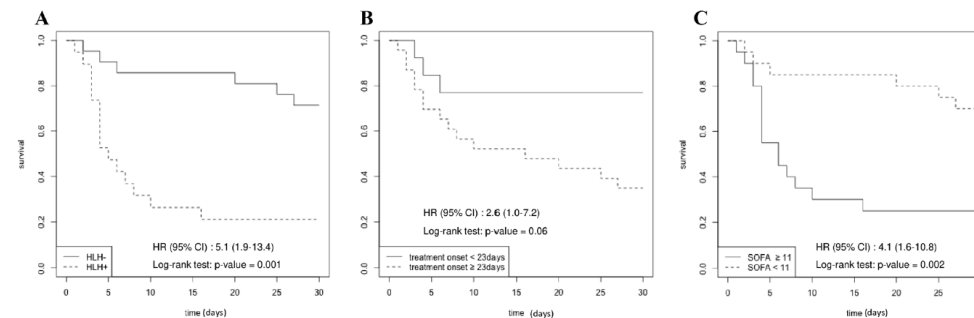 A
1.0
0.8
0.6
0.4
0.2
0.0
survival
HR (95% CI) : 5.1 (1.9-13.4)
Log-rank test: p-value = 0.001
HLH-
HLH+
0 5 10 15 20 25 30
time (days)
B
1.0
0.8
0.6
0.4
0.2
0.0
survival
HR (95% CI) : 2.6 (1.0-7.2)
Log-rank test: p-value = 0.06
treatment onset < 23days
treatment onset ≥ 23days
0 5 10 15 20 25 30
time (days)
C
1.0
0.8
0.6
0.4
0.2
0.0
survival
HR (95% CI) : 4.1 (1.6-10.8)
Log-rank test: p-value = 0.002
SOFA ≥ 11
SOFA < 11
0 5 10 15 20 25
time (days)